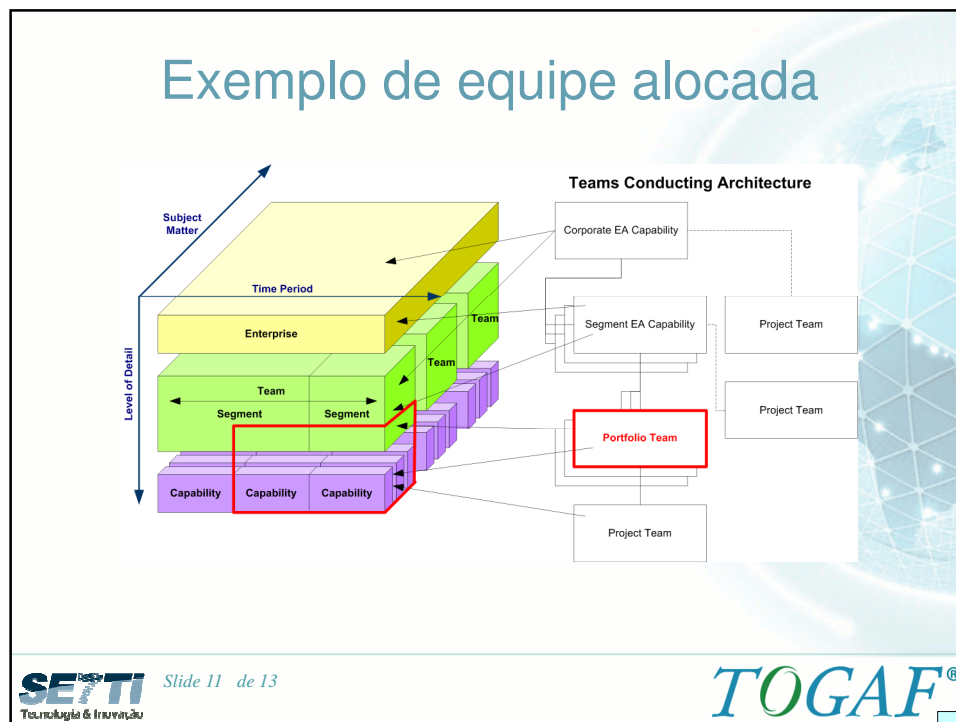 Exemplo de equipe alocada
Teams Conducting Architecture
Subject
Matter
Corporate EA Capability
Time Period
Team
Enterprise
Segment EA Capability
Project Team
Level of Detail
Team
Team
Segment
Segment
Project Team
Portfolio Team
Capability
Capability
Capability
Project Team
SETTI
Tecnologia & Inovação
Slide 11 de 13
TOGAF®